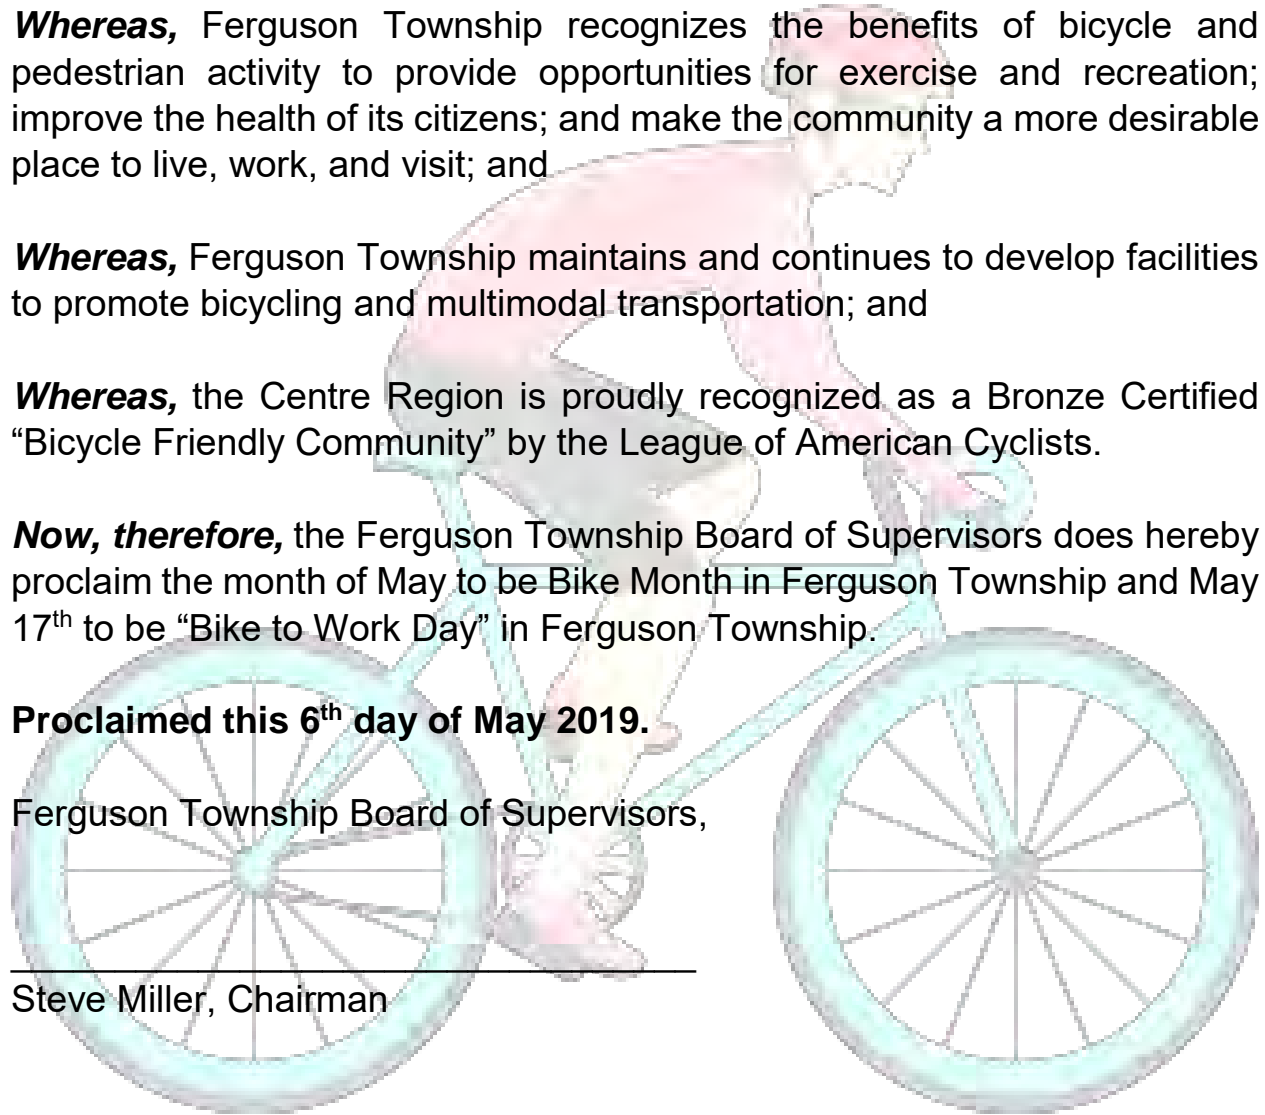 Whereas, Ferguson Township recognizes the benefits of bicycle and
pedestrian activity to provide opportunities for exercise and recreation;
improve the health of its citizens; and make the community a more desirable
place to live, work, and visit; and
Whereas, Ferguson Township maintains and continues to develop facilities
to promote bicycling and multimodal transportation; and
Whereas, the Centre Region is proudly recognized as a Bronze Certified
“Bicycle Friendly Community” by the League of American Cyclists.
Now, therefore, the Ferguson Township Board of Supervisors does hereby
proclaim the month of May to be Bike Month in Ferguson Township and May
17th to be “Bike to Work Day” in Ferguson Township.
Proclaimed this 6th day of May 2019.
Ferguson Township Board of Supervisors,
Steve Miller, Chairman